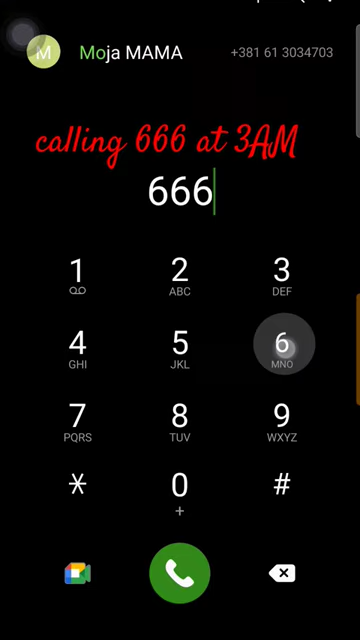 M
Moja MAMA
+381 61 3034703
calling 666 at 3AM
666
1
2
ABC
3
DEF
4
GHI
5
JKL
6
MNO
7
PQRS
8
TUV
9
WXYZ
*
0
+
#